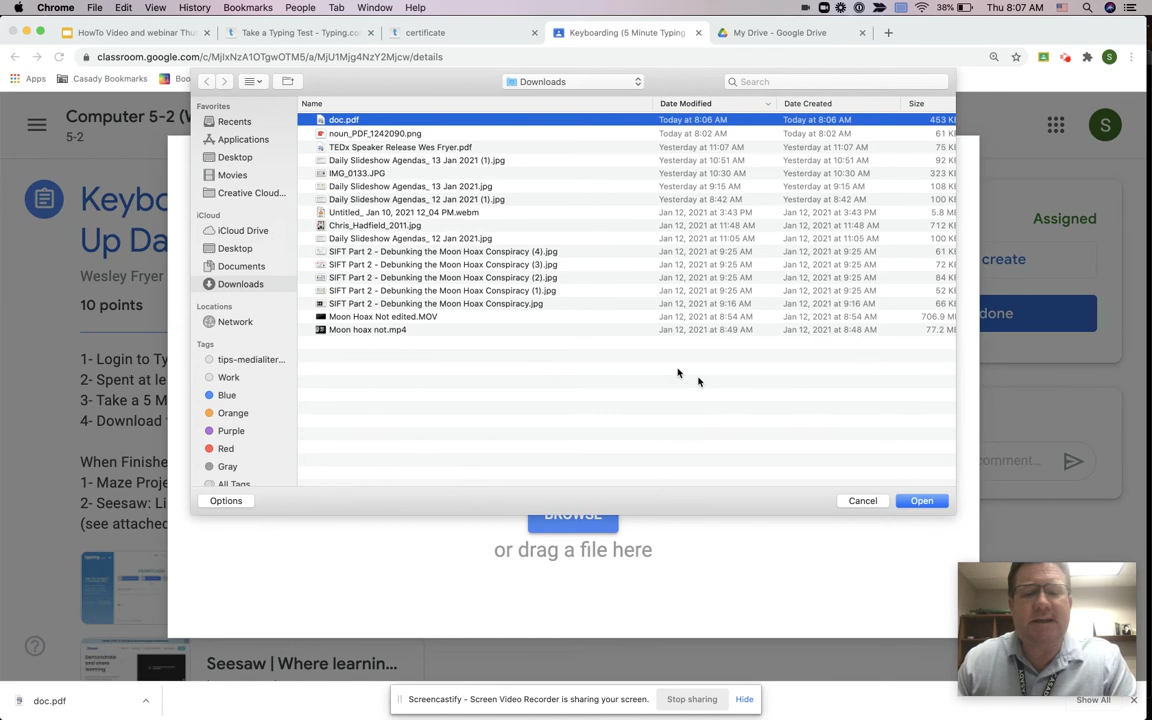 Chrome File Edit View History Bookmarks People Tab Window Help 38% Thu 8:07 AM
HowTo Video and webinar Thu × Take a Typing Test - Typing.co × certificate × Keyboarding (5 Minute Typing × My Drive - Google Drive × +
classroom.google.com/c/MjIxNzA1OTgwOTM5/a/MjU1Mjg4NzY2Mjcw/details S
Apps Casady Bookmarks Boo
Computer 5-2 (W
5-2
S
Downloads
Search
Favorites
Recents
Applications
Desktop
Movies
Creative Cloud...
iCloud
iCloud Drive
Desktop
Documents
Downloads
Locations
Network
Tags
tips-medialiter...
Work
Blue
Orange
Purple
Red
Gray
All Tags
Name Date Modified Date Created Size
doc.pdf Today at 8:06 AM Today at 8:06 AM 453 K
noun_PDF_1242090.png Today at 8:02 AM Today at 8:02 AM 61 K
TEDx Speaker Release Wes Fryer.pdf Yesterday at 11:07 AM Yesterday at 11:07 AM 75 K
Daily Slideshow Agendas_ 13 Jan 2021 (1).jpg Yesterday at 10:51 AM Yesterday at 10:51 AM 92 K
IMG_0133.JPG Yesterday at 10:30 AM Yesterday at 10:30 AM 323 K
Daily Slideshow Agendas_ 13 Jan 2021.jpg Yesterday at 9:15 AM Yesterday at 9:15 AM 108 K
Daily Slideshow Agendas_ 12 Jan 2021 (1).jpg Yesterday at 8:42 AM Yesterday at 8:42 AM 100 K
Untitled_ Jan 10, 2021 12_04 PM.webm Jan 12, 2021 at 3:43 PM Jan 12, 2021 at 3:43 PM 5.8 M
Chris_Hadfield_2011.jpg Jan 12, 2021 at 11:48 AM Jan 12, 2021 at 11:48 AM 712 K
Daily Slideshow Agendas_ 12 Jan 2021.jpg Jan 12, 2021 at 11:05 AM Jan 12, 2021 at 11:05 AM 100 K
SIFT Part 2 - Debunking the Moon Hoax Conspiracy (4).jpg Jan 12, 2021 at 9:25 AM Jan 12, 2021 at 9:25 AM 61 K
SIFT Part 2 - Debunking the Moon Hoax Conspiracy (3).jpg Jan 12, 2021 at 9:25 AM Jan 12, 2021 at 9:25 AM 72 K
SIFT Part 2 - Debunking the Moon Hoax Conspiracy (2).jpg Jan 12, 2021 at 9:25 AM Jan 12, 2021 at 9:25 AM 84 K
SIFT Part 2 - Debunking the Moon Hoax Conspiracy (1).jpg Jan 12, 2021 at 9:25 AM Jan 12, 2021 at 9:25 AM 52 K
SIFT Part 2 - Debunking the Moon Hoax Conspiracy.jpg Jan 12, 2021 at 9:16 AM Jan 12, 2021 at 9:16 AM 66 K
Moon Hoax Not edited.MOV Jan 12, 2021 at 8:54 AM Jan 12, 2021 at 8:54 AM 706.9 M
Moon hoax not.mp4 Jan 12, 2021 at 8:49 AM Jan 12, 2021 at 8:48 AM 77.2 M
Options Cancel Open
Keybo
Up Da
Wesley Fryer
10 points
1- Login to Ty
2- Spent at le
3- Take a 5 M
4- Download
When Finishe
1- Maze Proje
2- Seesaw: Li
(see attached
Assigned
create
done
comment...
BROWSE
or drag a file here
Seesaw | Where learnin...
doc.pdf
Screencastify - Screen Video Recorder is sharing your screen. Stop sharing Hide
Show All ×